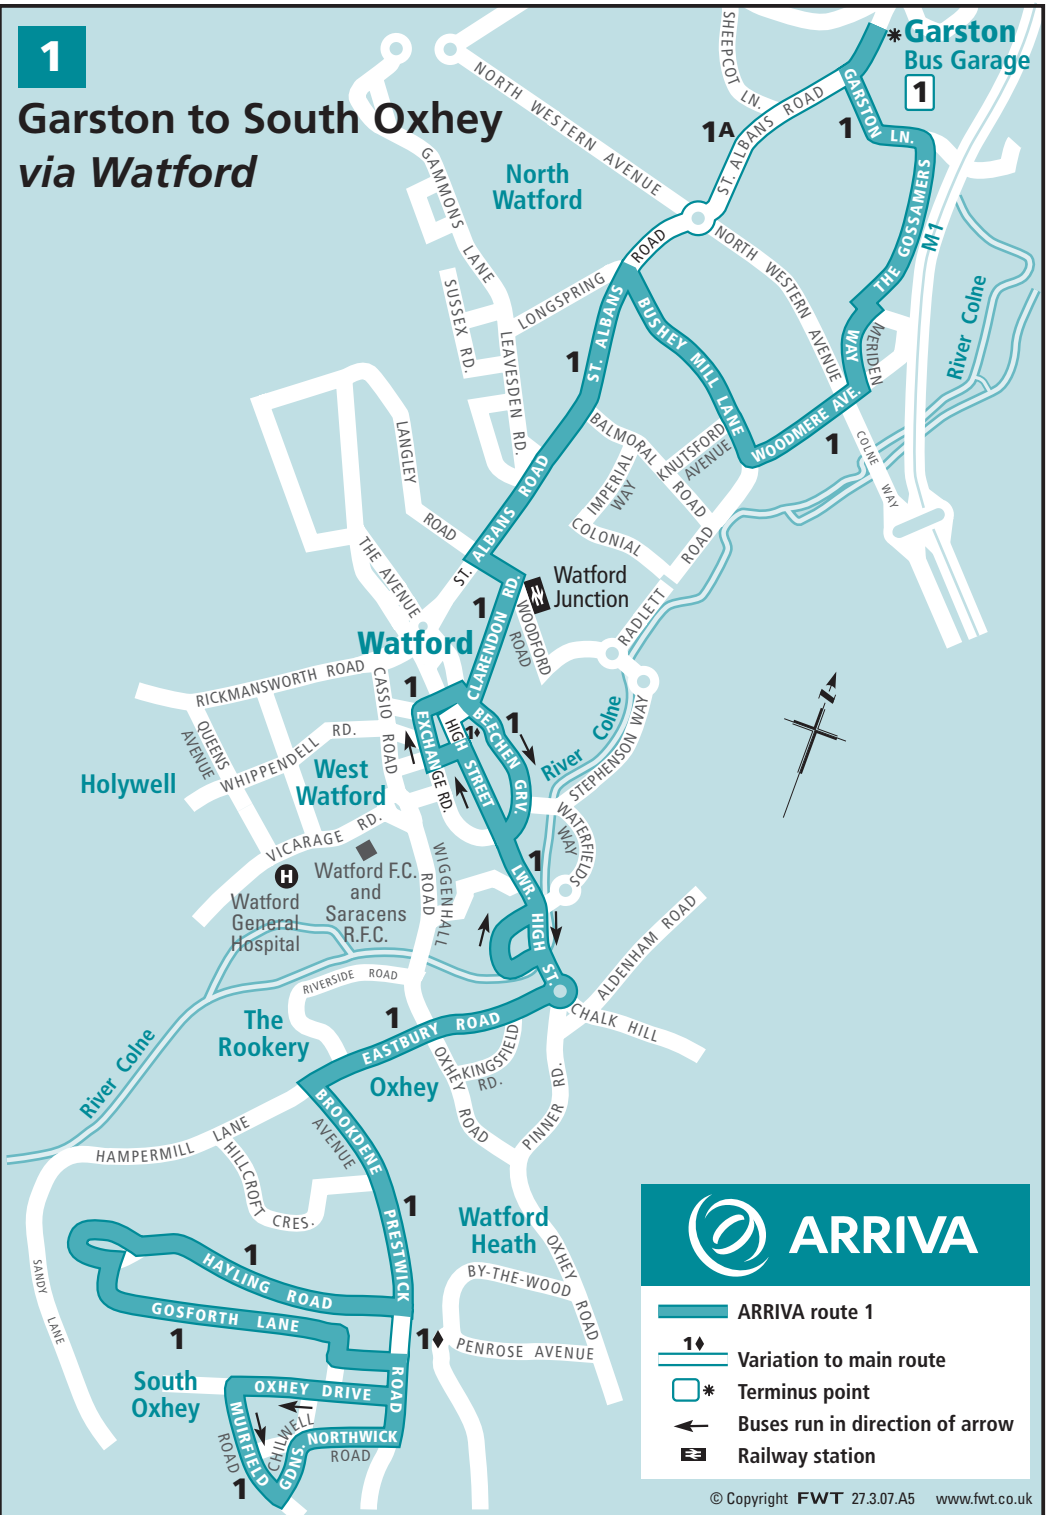 1
Garston to South Oxhey
via Watford
Garston
Bus Garage
1
SHEEPCOT LN.
NORTH WESTERN AVENUE
1A
ST. ALBANS ROAD
GARSTON LN.
1
THE GOSSAMERS
M1
GAMMONS LANE
North
Watford
ROAD
NORTH WESTERN AVENUE
River Colne
SUSSEX RD.
LONGSPRING
LEAVESDEN RD.
ST. ALBANS
1
BUSHEY MILL LANE
MERIDEN
WAY
WOODMERE AVE.
1
COLNE WAY
LANGLEY ROAD
BALMORAL ROAD
KNUTSFORD
AVENUE
IMPERIAL
WAY
COLONIAL
ALBANS ROAD
ST.
THE AVENUE
RADLETT ROAD
Watford
Junction
CLARENDON RD.
1
WOODFORD
ROAD
Watford
RICKMANSWORTH ROAD
CASSIO ROAD
1
EXCHANGE RD.
HIGH STREET
1♦
BEECHEN GRV.
1
River Colne
STEPHENSON WAY
QUEENS
AVENUE
WHIPPENDELL RD.
Holywell
West
Watford
VICARAGE RD.
WATERFIELDS
WAY
H
Watford
General
Hospital
Watford F.C.
and
Saracens
R.F.C.
WIGGENHALL
ROAD
1
LWR. HIGH ST.
ALDENHAM ROAD
RIVERSIDE ROAD
CHALK HILL
The
Rookery
1
EASTBURY ROAD
KINGSFIELD
RD.
Oxhey
OXHEY ROAD
PINNER RD.
River Colne
HAMPERMILL LANE
BROOKDENE
AVENUE
HILLCROFT
CRES.
1
PRESTWICK
ROAD
Watford
Heath
OXHEY ROAD
BY-THE-WOOD
PENROSE AVENUE
1♦
SANDY LANE
1
HAYLING ROAD
GOSFORTH LANE
1
South
Oxhey
OXHEY DRIVE
MUIRFIELD
ROAD
CHILWELL
GDNS.
NORTHWICK
ROAD
1
ARRIVA
ARRIVA route 1
1♦
Variation to main route
Terminus point
Buses run in direction of arrow
Railway station
© Copyright FWT 27.3.07.A5 www.fwt.co.uk